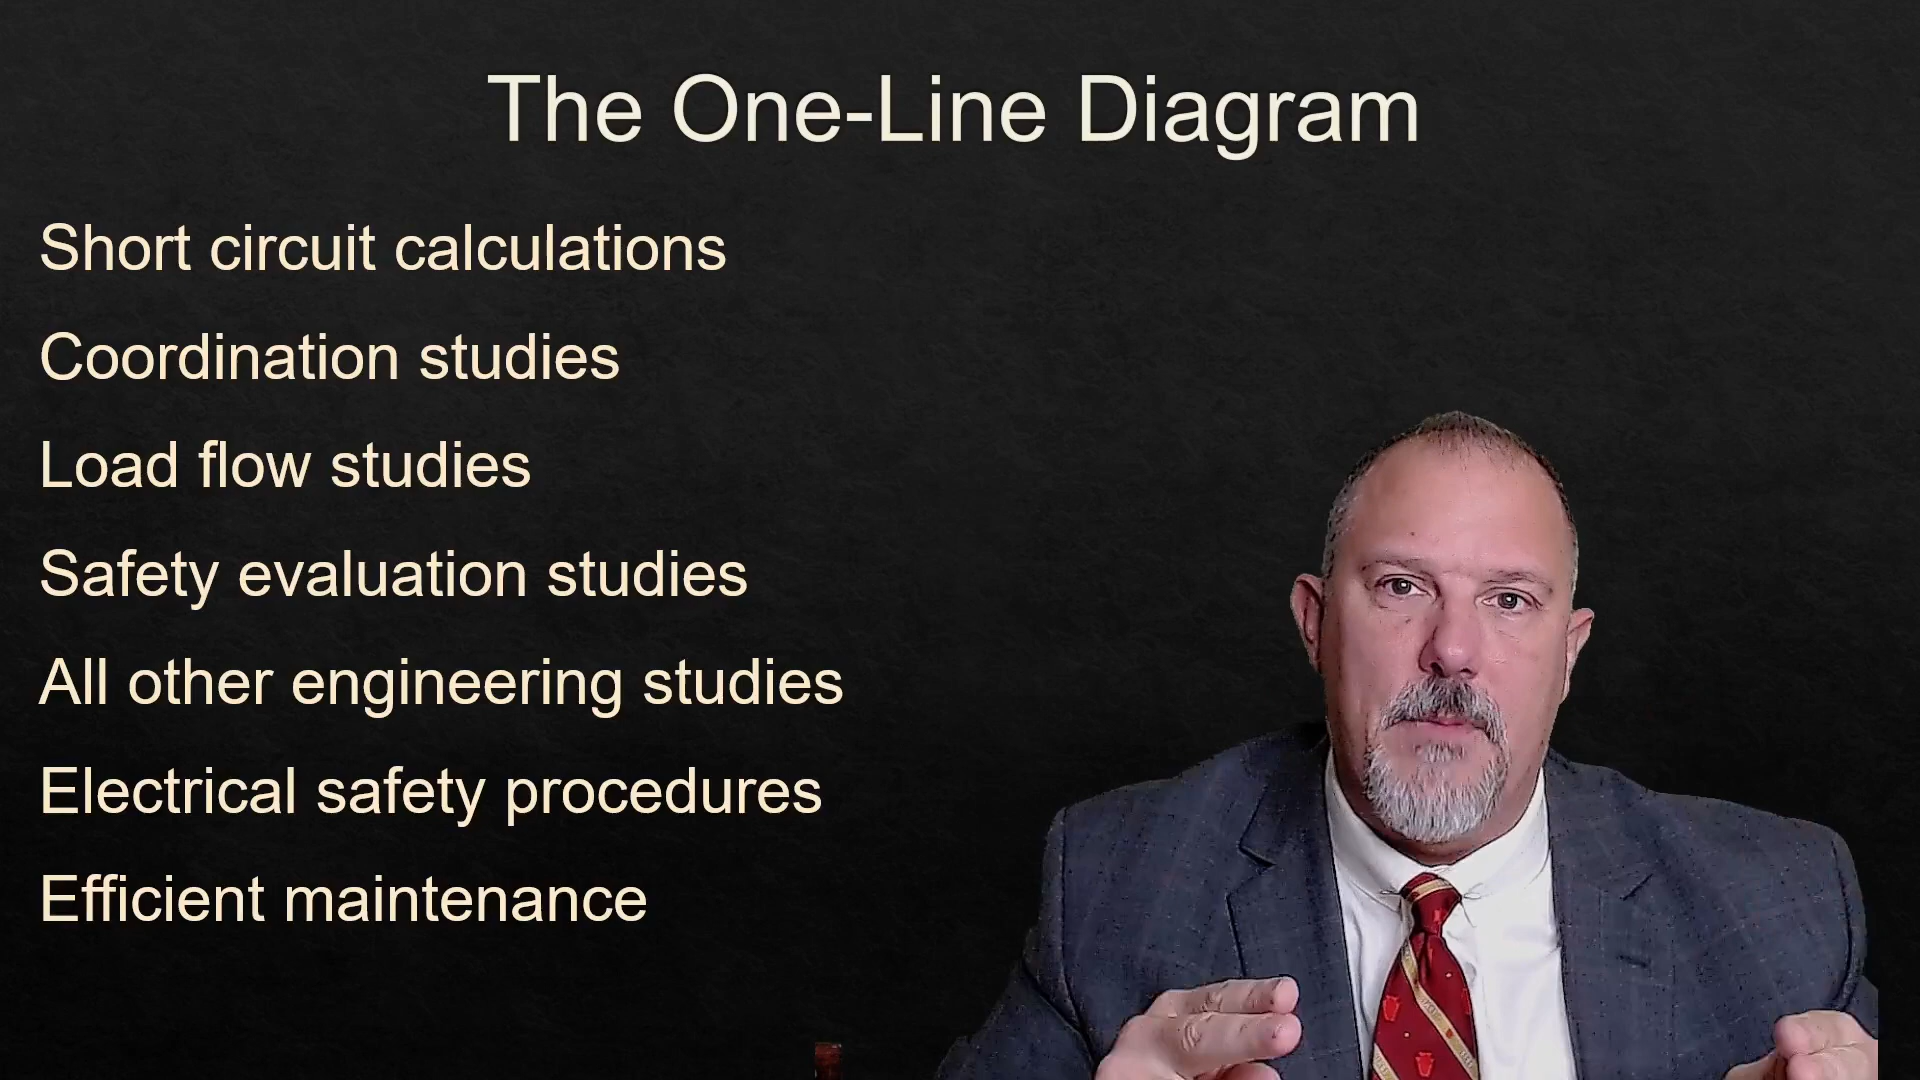 The One-Line Diagram
Short circuit calculations
Coordination studies
Load flow studies
Safety evaluation studies
All other engineering studies
Electrical safety procedures
Efficient maintenance